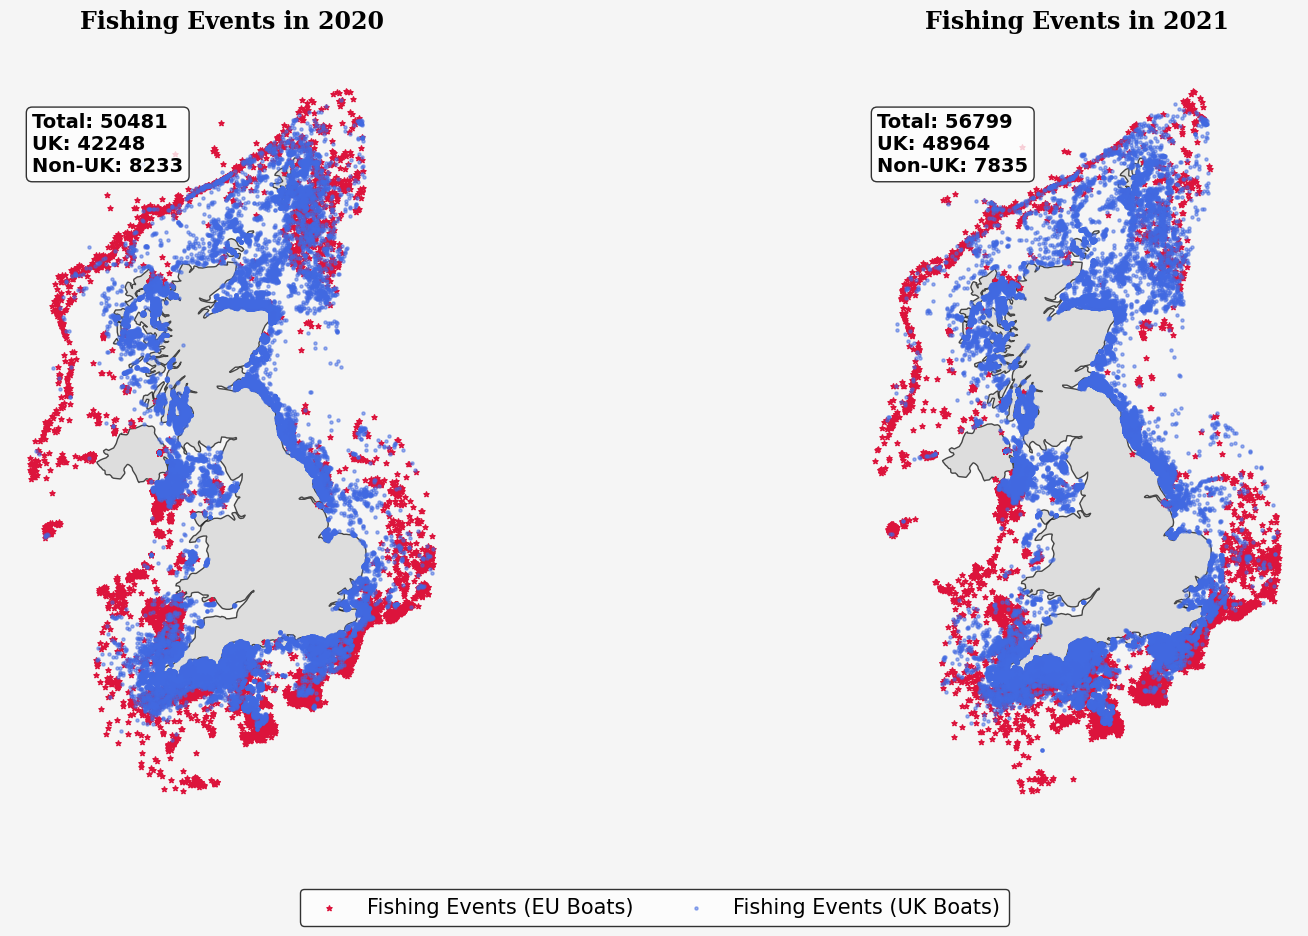 Fishing Events in 2020
Fishing Events in 2021
Total: 50481
UK: 42248
Non-UK: 8233
Total: 56799
UK: 48964
Non-UK: 7835
Fishing Events (EU Boats)
Fishing Events (UK Boats)